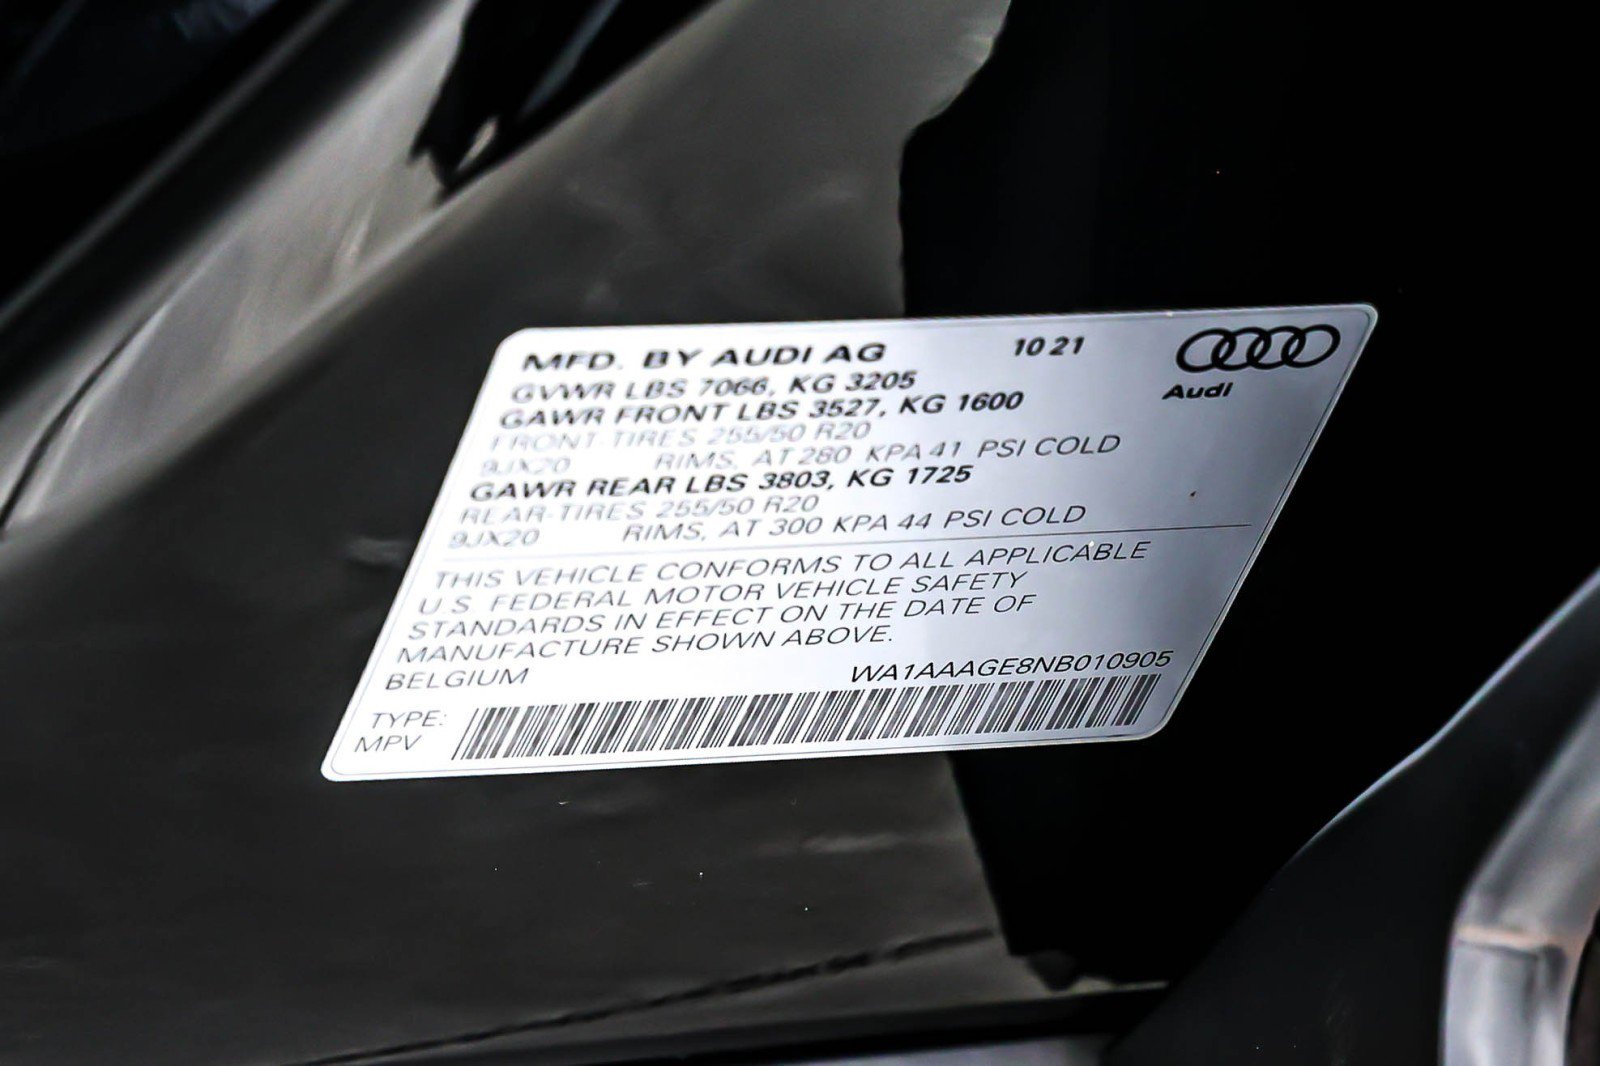 MFD. BY AUDI AG 10 21
Audi
GVWR LBS 7066, KG 3205
GAWR FRONT LBS 3527, KG 1600
FRONT-TIRES 255/50 R20
9JX20 RIMS, AT 280 KPA 41 PSI COLD
GAWR REAR LBS 3803, KG 1725
REAR-TIRES 255/50 R20
9JX20 RIMS, AT 300 KPA 44 PSI COLD
THIS VEHICLE CONFORMS TO ALL APPLICABLE
U.S. FEDERAL MOTOR VEHICLE SAFETY
STANDARDS IN EFFECT ON THE DATE OF
MANUFACTURE SHOWN ABOVE.
BELGIUM WA1AAAGE8NB010905
TYPE:
MPV